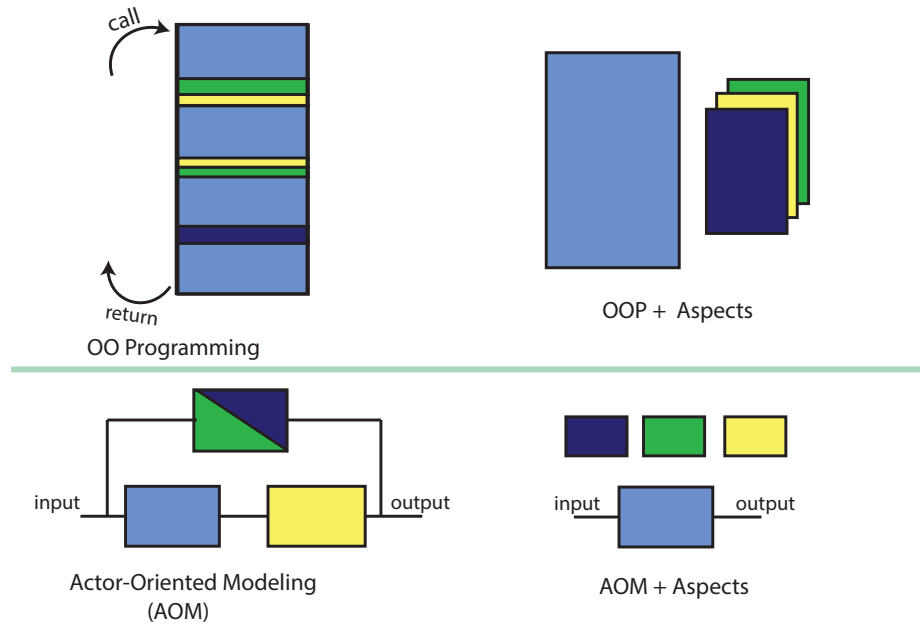 call
return
OO Programming
OOP + Aspects
input
output
Actor-Oriented Modeling
(AOM)
input
output
AOM + Aspects